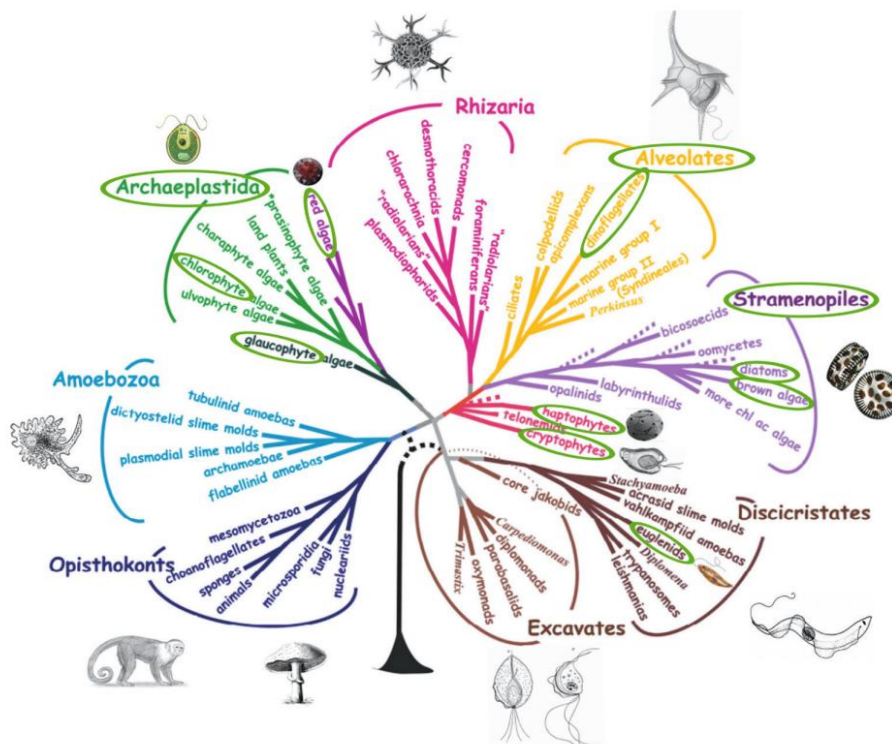 Rhizaria
plasmodiophorids
"radiolarians"
chlorarachnia
desmothoracids
cercomonads
foraminiferans
"radiolarians"
Alveolates
ciliates
colpodellids
apicomplexans
dinoflagellates
marine group I
marine group II
(Syndineales)
Perkinsus
Stramenopiles
bicosoecids
oomycetes
diatoms
brown algae
more chl ac algae
labyrinthulids
opalinids
haptophytes
telonemids
cryptophytes
Discicristates
Stachyamoeba
acrasid slime molds
vahlkampfiid amoebas
euglenids
Diplomena
trypanosomes
leishmanias
Excavates
core jakobids
Carpediomonas
diplomonads
parabasalids
oxymonads
Trimastix
Opisthokonts
nucleariids
fungi
microsporidia
animals
sponges
choanoflagellates
mesomycetozoa
Amoebozoa
flabellinid amoebas
archamoebae
plasmodial slime molds
dictyostelid slime molds
tubulinid amoebas
Archaeplastida
glaucophyte algae
ulvophyte algae
chlorophyte algae
charaphyte algae
land plants
*prasinophyte algae
red algae